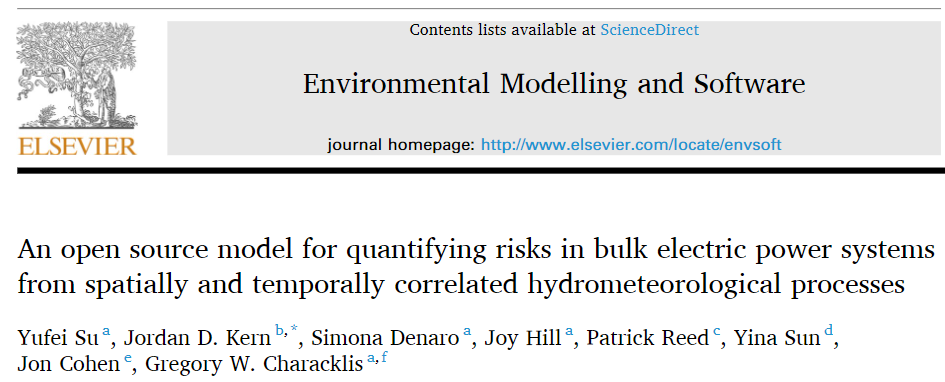 Contents lists available at ScienceDirect
Environmental Modelling and Software
ELSEVIER
journal homepage: http://www.elsevier.com/locate/envsoft
An open source model for quantifying risks in bulk electric power systems
from spatially and temporally correlated hydrometeorological processes
Yufei Su a, Jordan D. Kern b,*, Simona Denaro a, Joy Hill a, Patrick Reed c, Yina Sun d,
Jon Cohen e, Gregory W. Characklis a,f